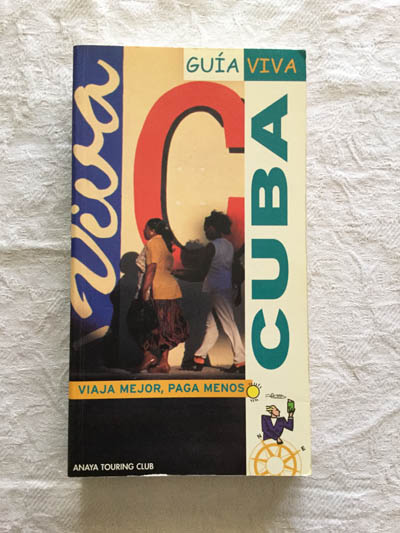 GUÍA VIVA
Viva
C
CUBA
VIAJA MEJOR, PAGA MENOS
N
E
ANAYA TOURING CLUB